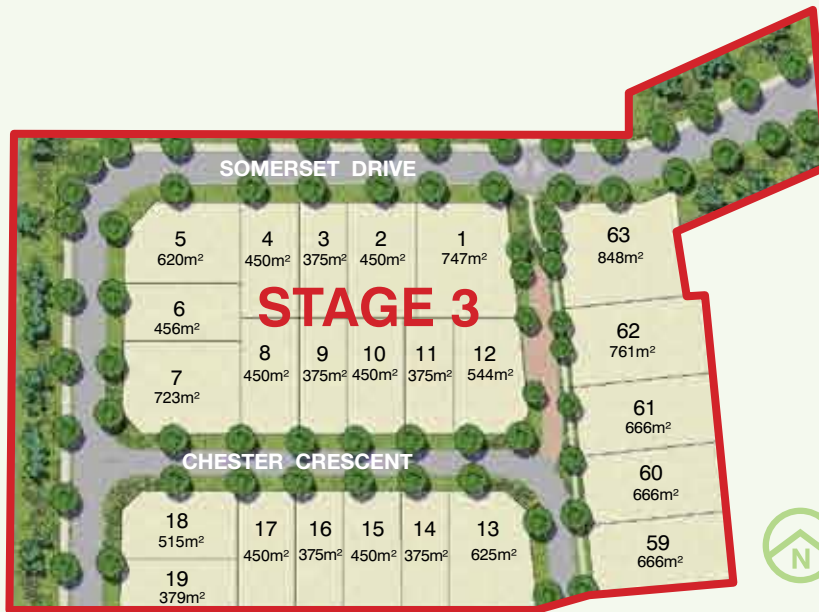 SOMERSET DRIVE
5
620m²
4
450m²
3
375m²
2
450m²
1
747m²
63
848m²
6
456m²
STAGE 3
62
761m²
7
723m²
8
450m²
9
375m²
10
450m²
11
375m²
12
544m²
61
666m²
CHESTER CRESCENT
60
666m²
18
515m²
17
450m²
16
375m²
15
450m²
14
375m²
13
625m²
59
666m²
N
19
379m²